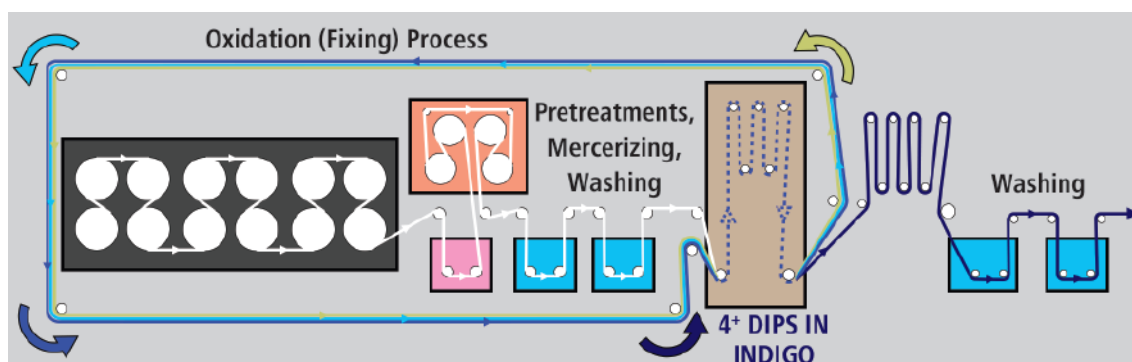 Oxidation (Fixing) Process
Pretreatments,
Mercerizing,
Washing
Washing
4+ DIPS IN
INDIGO